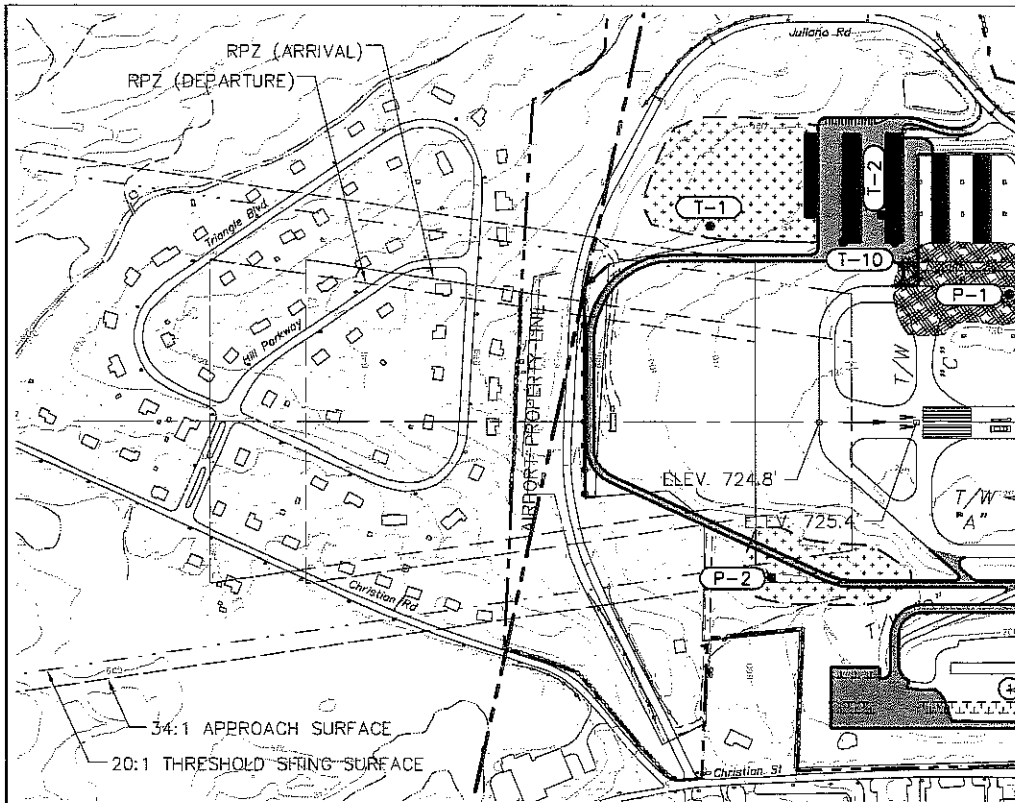 Juliano Rd
RPZ (ARRIVAL)
RPZ (DEPARTURE)
T-2
T-1
Triangle Blvd
T-10
P-1
Hill Parkway
AIRPORT PROPERTY LINE
T/W
"C"
ELEV. 724.8'
T/W
"A"
ELEV. 725.4'
P-2
Christian Rd
34:1 APPROACH SURFACE
20:1 THRESHOLD SITING SURFACE
Christian St